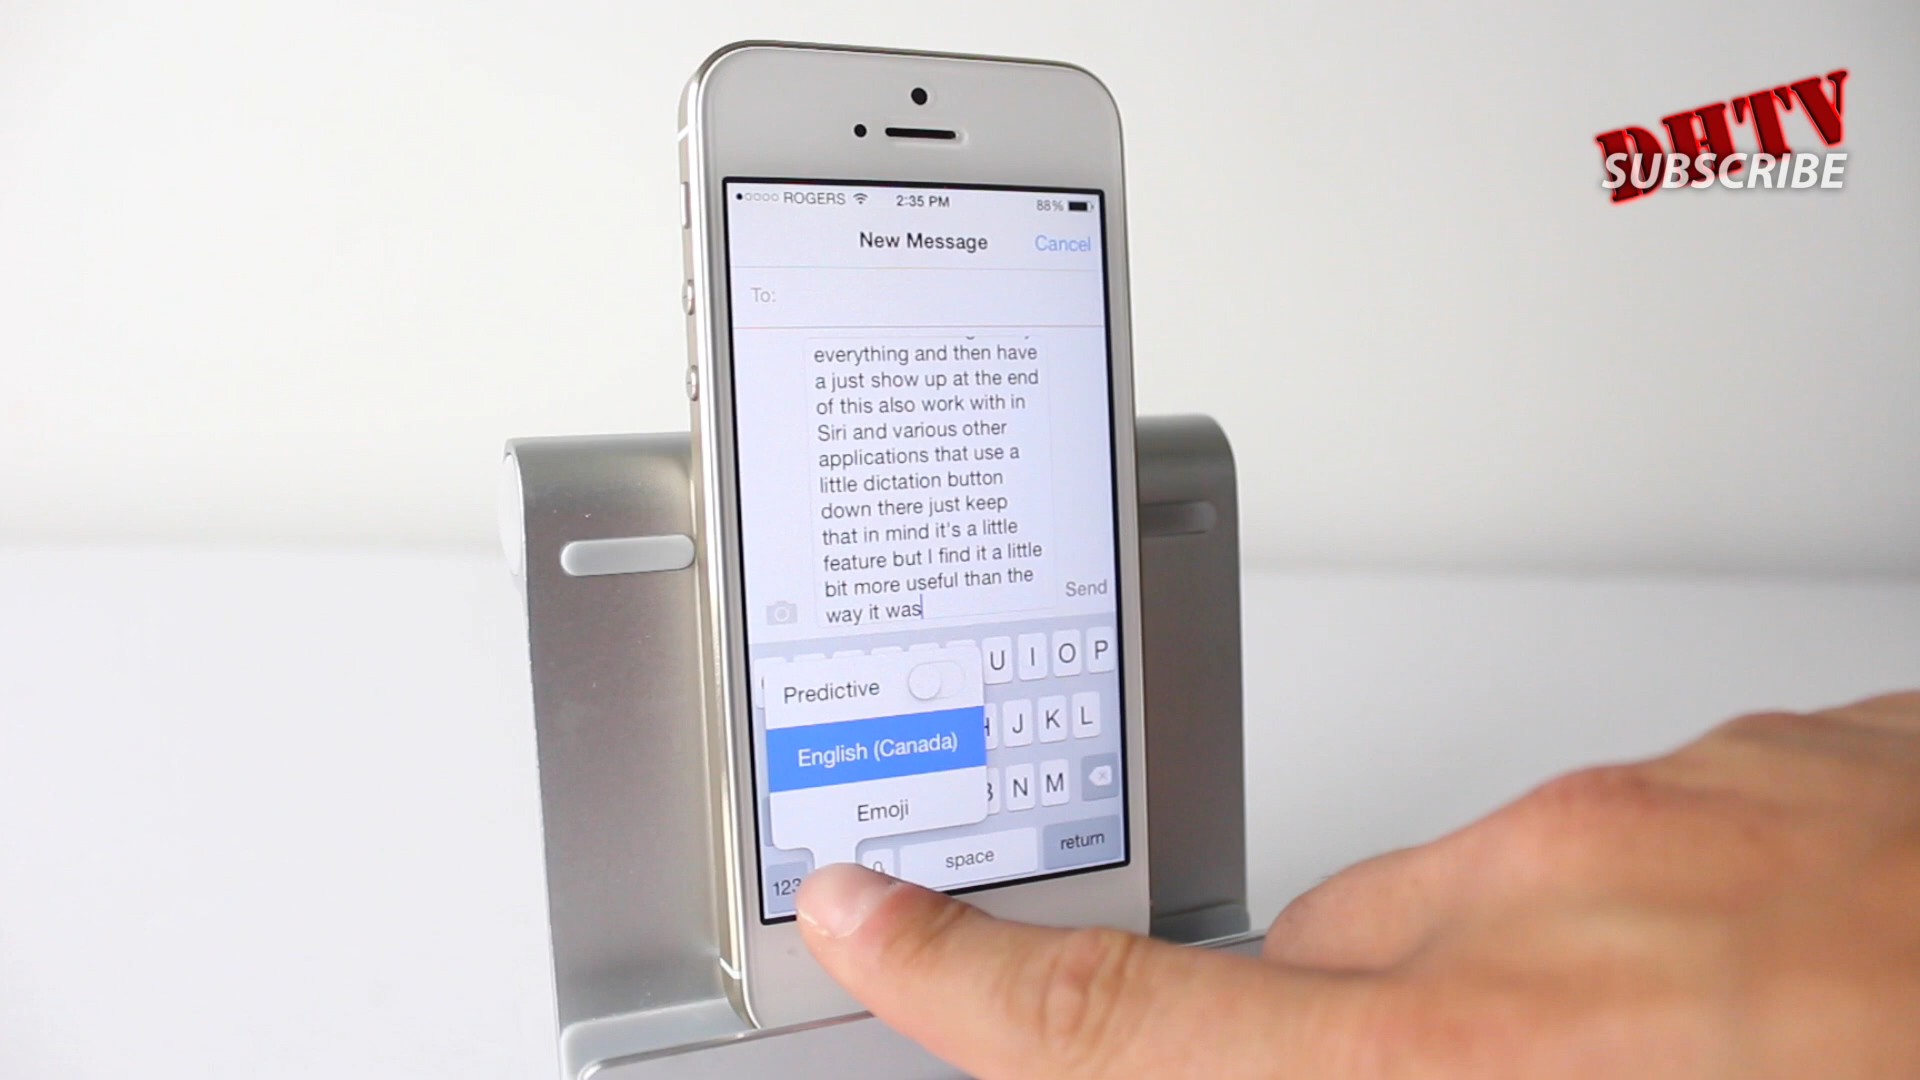 DHTV
SUBSCRIBE
ROGERS 2:35 PM 88%
New Message Cancel
To:
everything and then have
a just show up at the end
of this also work with in
Siri and various other
applications that use a
little dictation button
down there just keep
that in mind it's a little
feature but I find it a little
bit more useful than the
way it was
Send
U I O P
Predictive
J K L
English (Canada)
B N M
Emoji
123 space return